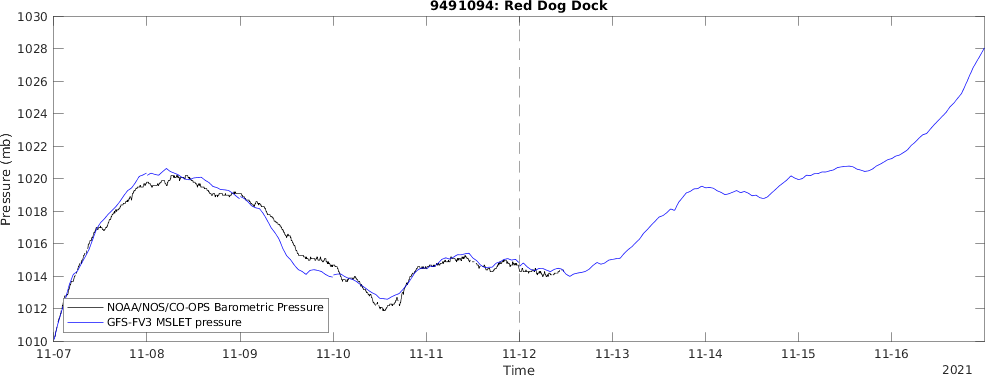 9491094: Red Dog Dock
Pressure (mb)
1030
1028
1026
1024
1022
1020
1018
1016
1014
1012
1010
NOAA/NOS/CO-OPS Barometric Pressure
GFS-FV3 MSLET pressure
11-07 11-08 11-09 11-10 11-11 11-12 11-13 11-14 11-15 11-16
Time
2021